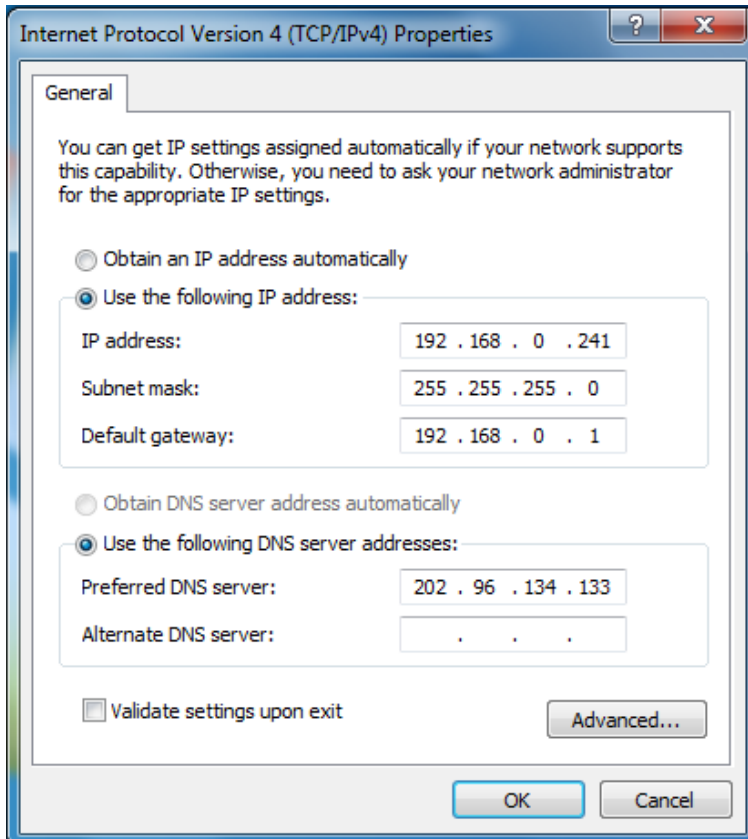 Internet Protocol Version 4 (TCP/IPv4) Properties
General
You can get IP settings assigned automatically if your network supports
this capability. Otherwise, you need to ask your network administrator
for the appropriate IP settings.
Obtain an IP address automatically
Use the following IP address:
IP address: 192 . 168 . 0 . 241
Subnet mask: 255 . 255 . 255 . 0
Default gateway: 192 . 168 . 0 . 1
Obtain DNS server address automatically
Use the following DNS server addresses:
Preferred DNS server: 202 . 96 . 134 . 133
Alternate DNS server: . . .
Validate settings upon exit
Advanced...
OK Cancel